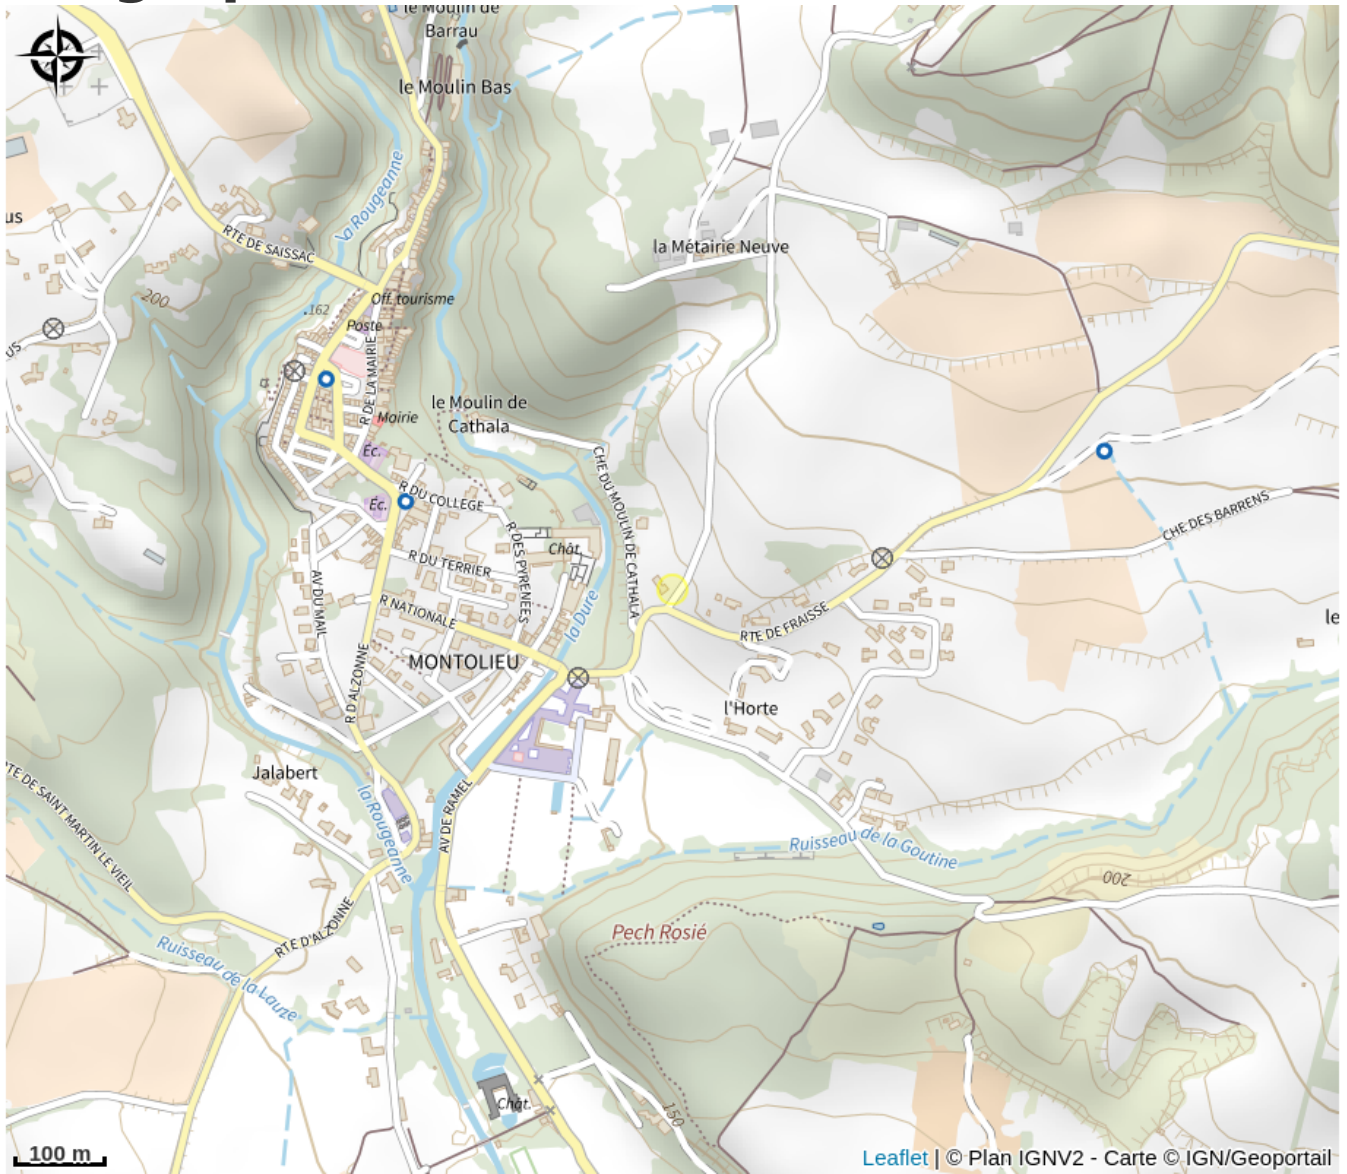 le Moulin de
Barrau
le Moulin Bas
la Rougeanne
us
RTE DE SAISSAC
la Métairie Neuve
200
Off. tourisme
.162
Poste
US
R DE LA MAIRIE
le Moulin de
Cathala
Mairie
Éc.
CHE DU MOULIN DE CATHALA
R DU COLLÈGE
Éc.
CHE DES BARRENS
R DES PYRENÉES
Chât.
R DU TERRIER
AV DU MAIL
R NATIONALE
la Dure
RTE DE FRAISSE
le
MONTOLIEU
R D'ALZONNE
l'Horte
Jalabert
RTE DE SAINT MARTIN LE VIEIL
la Rougeanne
AV DE RAMEL
Ruisseau de la Goutine
200
RTE D'ALZONNE
Pech Rosié
Ruisseau de la Lauze
Chât.
150
100 m
Leaflet | © Plan IGNV2 - Carte © IGN/Geoportail